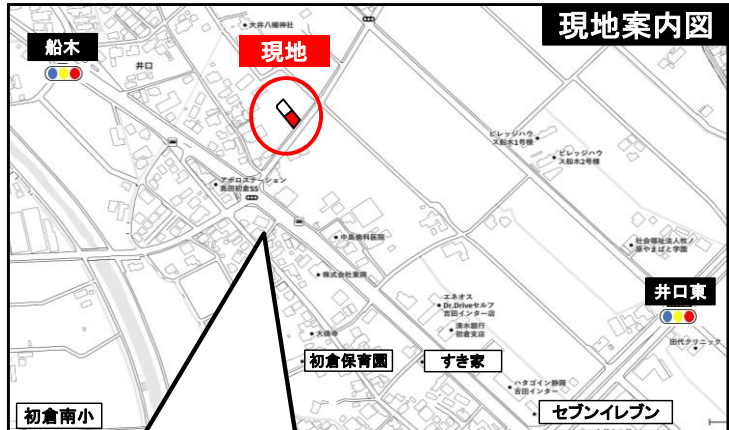 現地案内図
大井八幡神社
船木
現地
井口
ビレッジハウ
ス船木1号棟
ビレッジハウ
ス船木2号棟
アポロステーション
島田初倉SS
中島歯科医院
社会福祉法人牧ノ
原やまばと学園
株式会社東興
井口東
エネオス
Dr.Driveセルフ
吉田インター店
清水銀行
初倉支店
田代クリニック
初倉保育園
すき家
ハタゴイン静岡
吉田インター
セブンイレブン
初倉南小